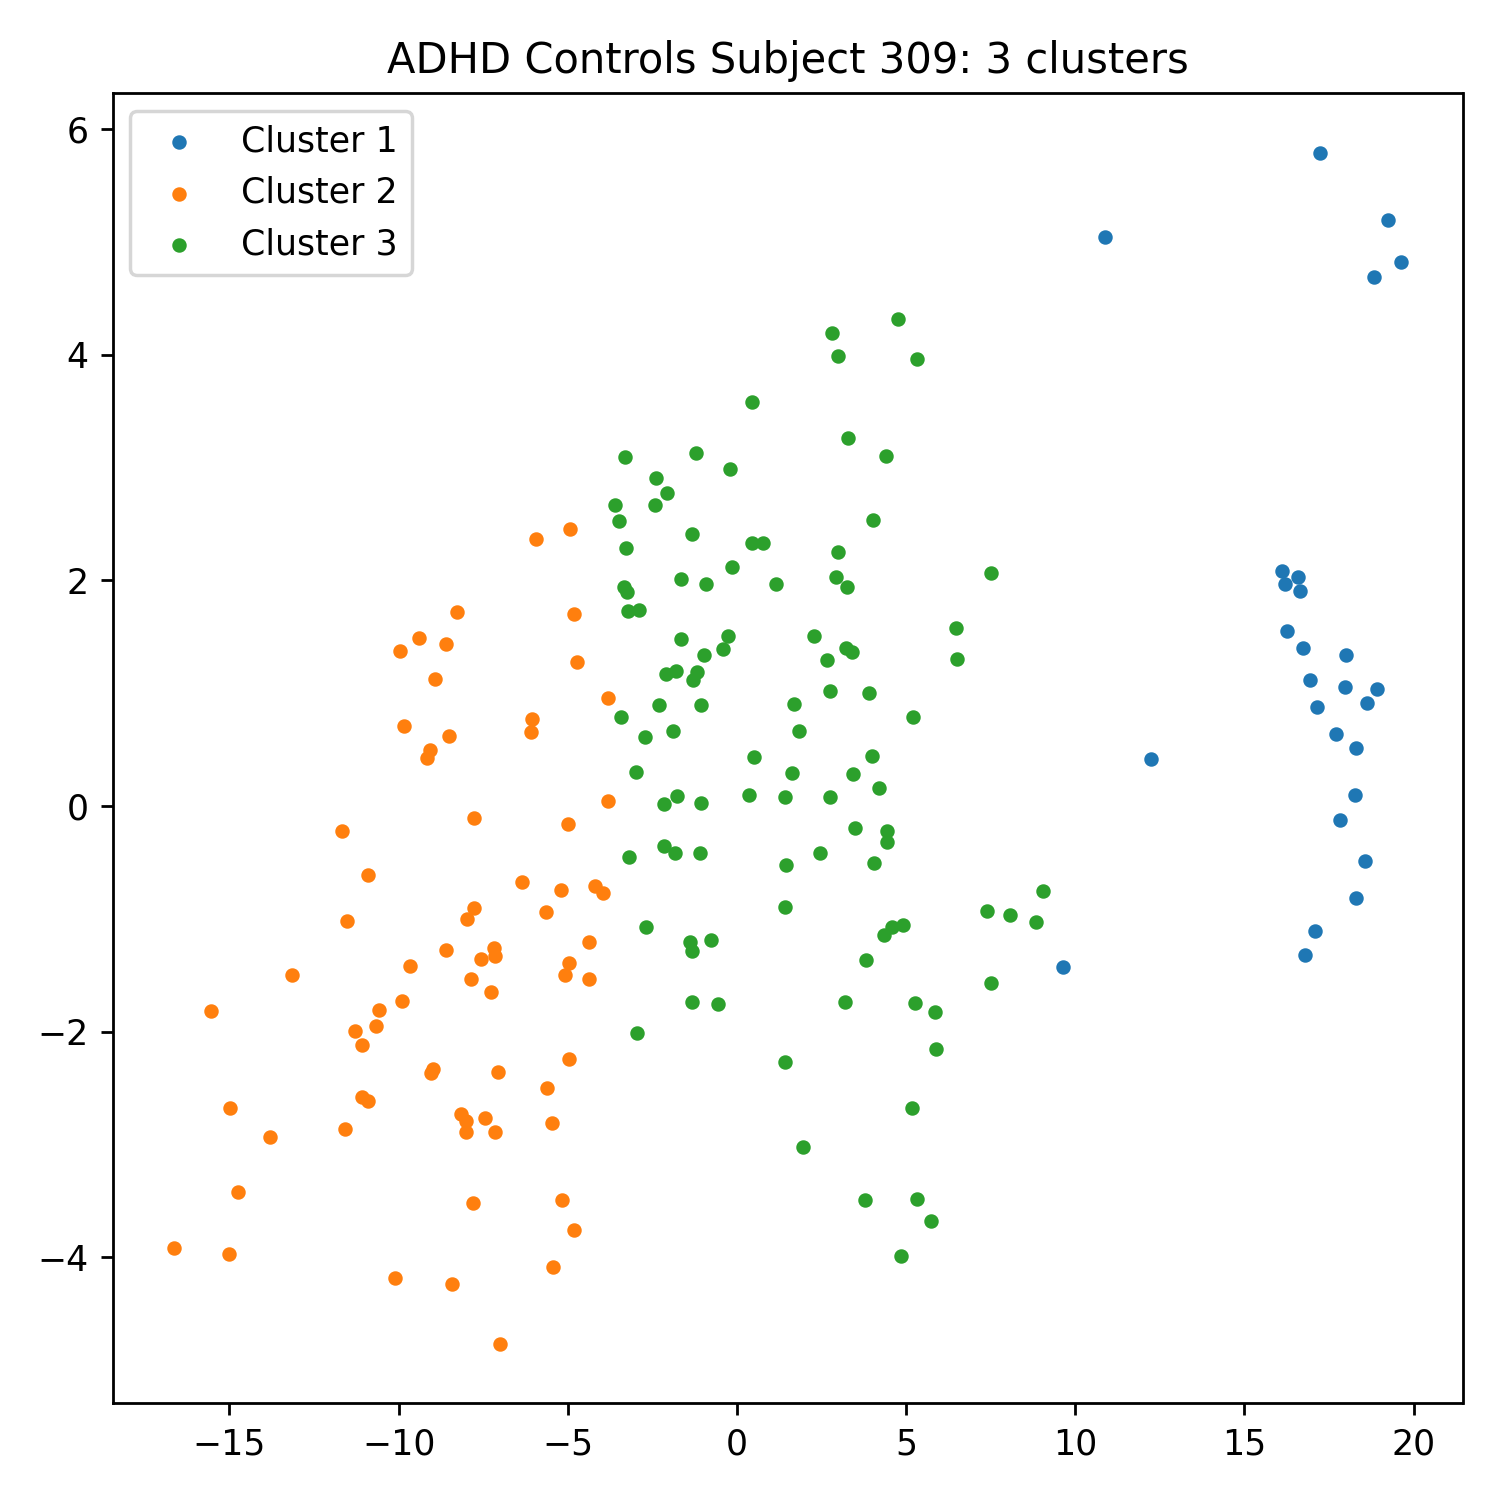 ADHD Controls Subject 309: 3 clusters
Cluster 1
Cluster 2
Cluster 3
6
4
2
0
−2
−4
−15 −10 −5 0 5 10 15 20